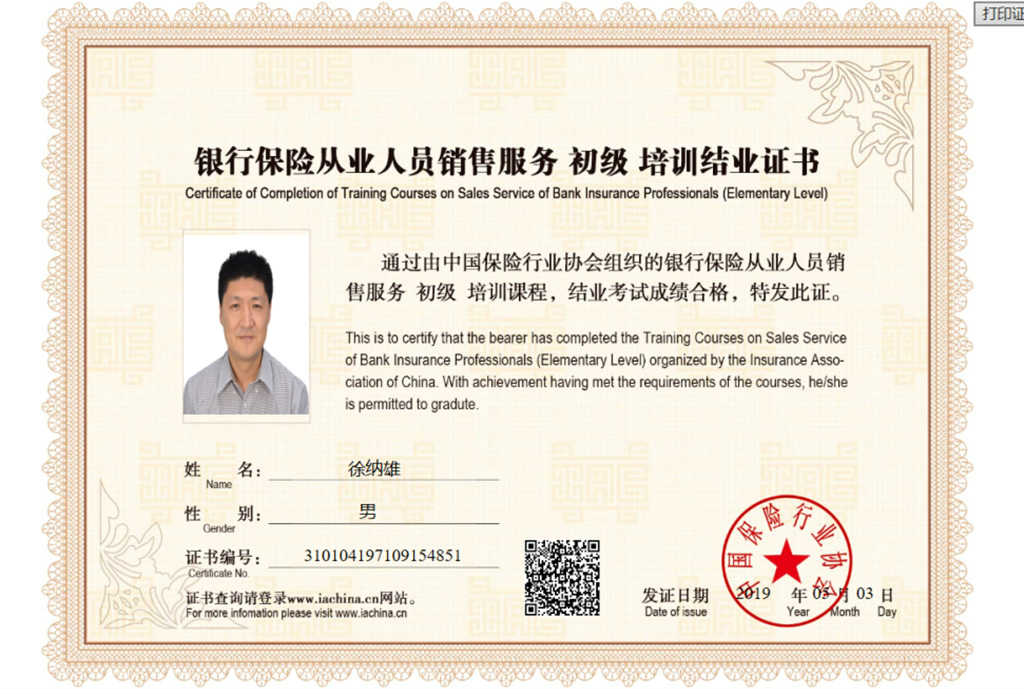 打印证
银行保险从业人员销售服务 初级 培训结业证书
Certificate of Completion of Training Courses on Sales Service of Bank Insurance Professionals (Elementary Level)
通过由中国保险行业协会组织的银行保险从业人员销
售服务 初级 培训课程，结业考试成绩合格，特发此证。
This is to certify that the bearer has completed the Training Courses on Sales Service
of Bank Insurance Professionals (Elementary Level) organized by the Insurance Asso-
ciation of China. With achievement having met the requirements of the courses, he/she
is permitted to gradute.
姓 名： 徐纳雄
Name
性 别： 男
Gender
证书编号： 310104197109154851
Certificate No.
证书查询请登录www.iachina.cn网站。
For more infomation please visit www.iachina.cn
中国保险行业协会
发证日期 2019 年 03 月 03 日
Date of issue Year Month Day